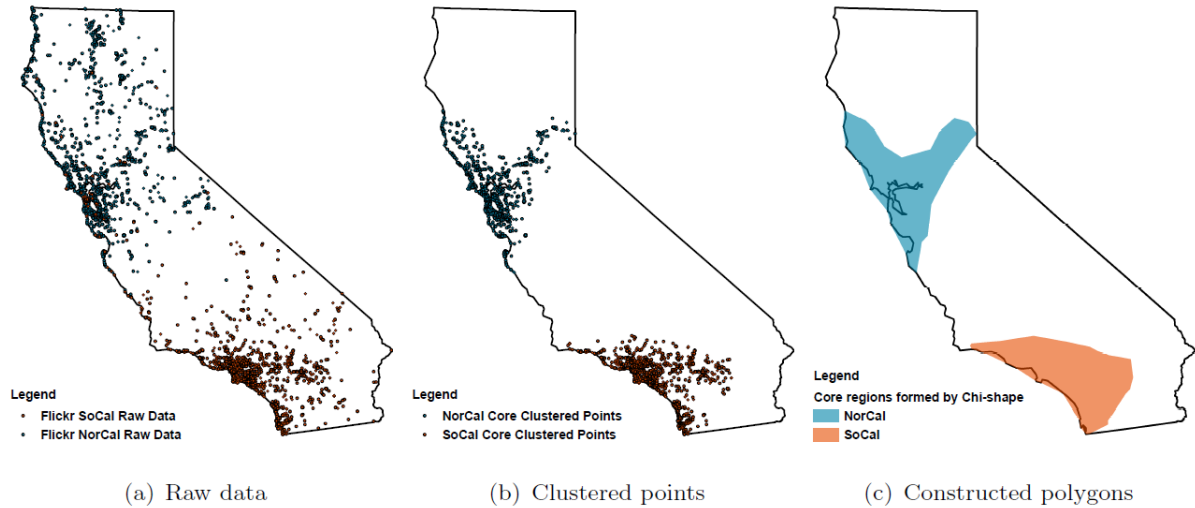 Legend
Flickr SoCal Raw Data
Flickr NorCal Raw Data
(a) Raw data
Legend
NorCal Core Clustered Points
SoCal Core Clustered Points
(b) Clustered points
Legend
Core regions formed by Chi-shape
NorCal
SoCal
(c) Constructed polygons